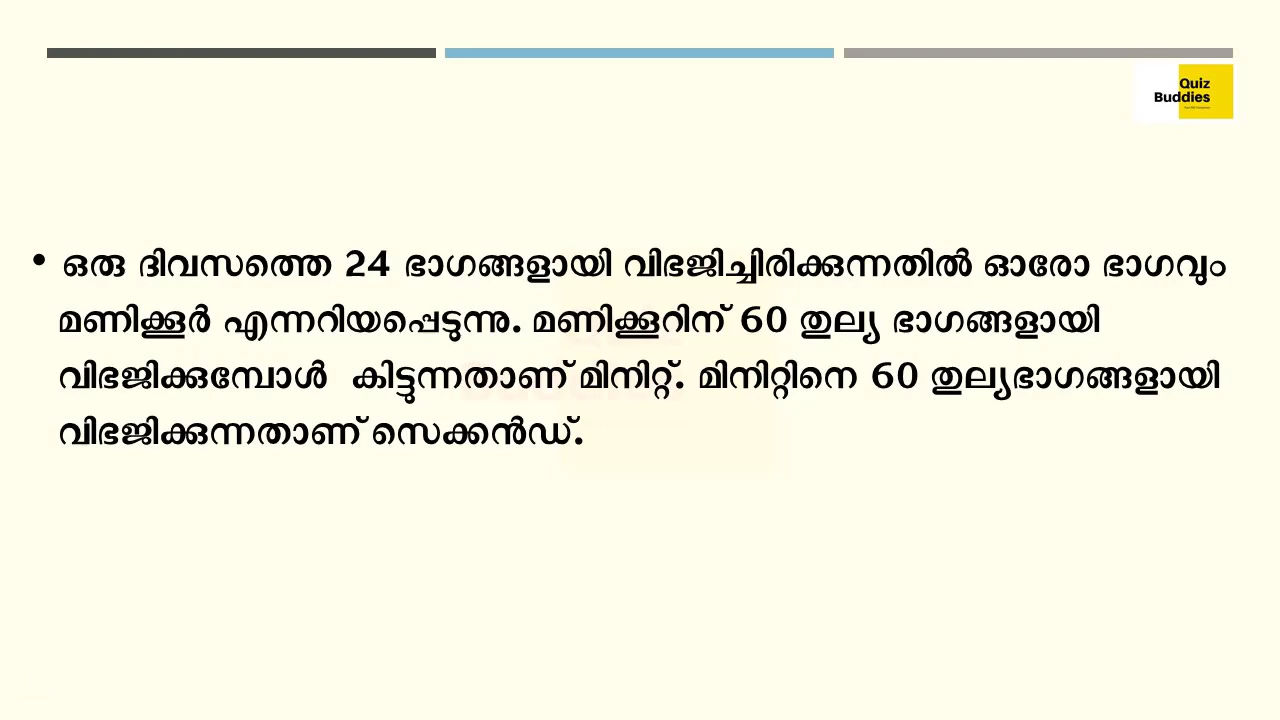 Quiz
Buddies
• ഒരു ദിവസത്തെ 24 ഭാഗങ്ങളായി വിഭജിച്ചിരിക്കുന്നതിൽ ഓരോ ഭാഗവും
മണിക്കൂർ എന്നറിയപ്പെടുന്നു. മണിക്കൂറിന് 60 തുല്യ ഭാഗങ്ങളായി
വിഭജിക്കുമ്പോൾ കിട്ടുന്നതാണ് മിനിറ്റ്. മിനിറ്റിനെ 60 തുല്യഭാഗങ്ങളായി
വിഭജിക്കുന്നതാണ് സെക്കൻഡ്.